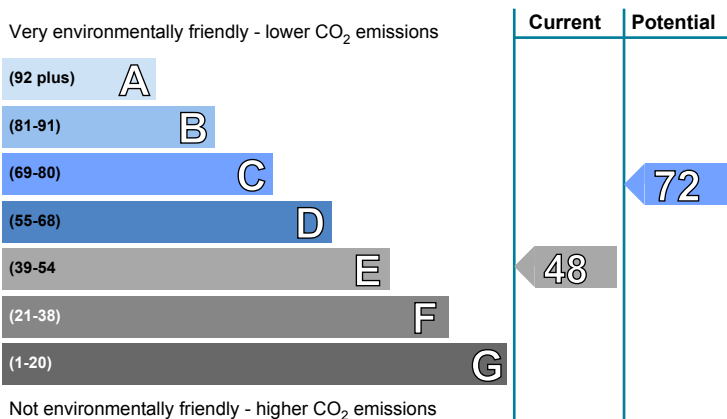 Very environmentally friendly - lower CO2 emissions
Current
Potential
(92 plus) A
(81-91) B
(69-80) C
72
(55-68) D
(39-54 E
48
(21-38) F
(1-20) G
Not environmentally friendly - higher CO2 emissions